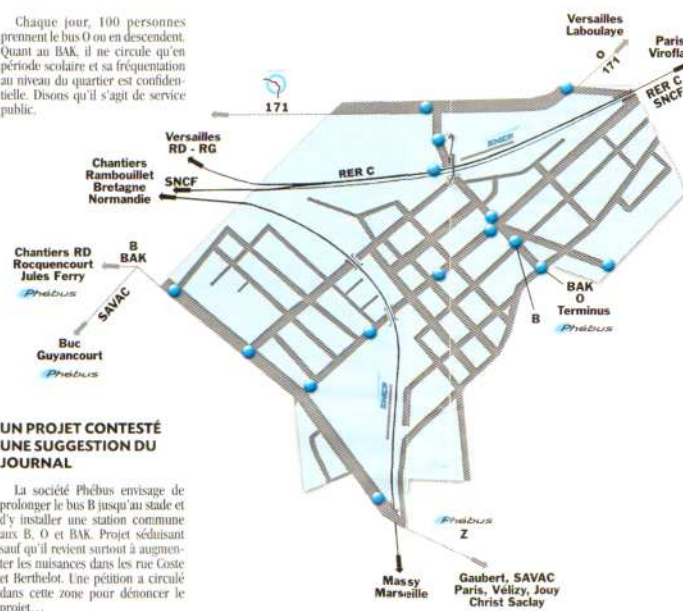 Chaque jour, 100 personnes
prennent le bus O ou en descendent.
Quant au BAK, il ne circule qu'en
période scolaire et sa fréquentation
au niveau du quartier est confiden-
tielle. Disons qu'il s'agit de service
public.
Versailles
Laboulaye
O
171
Paris
Virofla
RER C
SNCF
171
SNCF
Versailles
RD - RG
RER C
Chantiers
Rambouillet
Bretagne
Normandie
SNCF
Chantiers RD
Rocquencourt
Jules Ferry
Phébus
B
BAK
SAVAC
Buc
Guyancourt
Phébus
BAK
O
Terminus
Phébus
B
SNCF
UN PROJET CONTESTÉ
UNE SUGGESTION DU
JOURNAL
La société Phébus envisage de
prolonger le bus B jusqu'au stade et
d'y installer une station commune
aux B, O et BAK. Projet séduisant
sauf qu'il revient surtout à augmen-
ter les nuisances dans les rue Coste
et Berthelot. Une pétition a circulé
dans cette zone pour dénoncer le
projet...
Phébus
Z
Massy
Marseille
Gaubert, SAVAC
Paris, Vélizy, Jouy
Christ Saclay